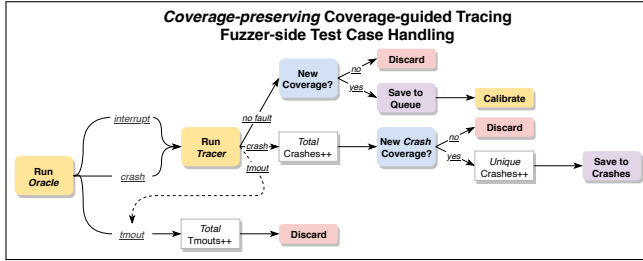 Coverage-preserving Coverage-guided Tracing
Fuzzer-side Test Case Handling
New
Coverage?
no
Discard
yes
Save to
Queue
Calibrate
interrupt
crash
tmout
Run
Oracle
Run
Tracer
no fault
crash
tmout
Total
Crashes++
New Crash
Coverage?
no
Discard
yes
Unique
Crashes++
Save to
Crashes
Total
Tmouts++
Discard